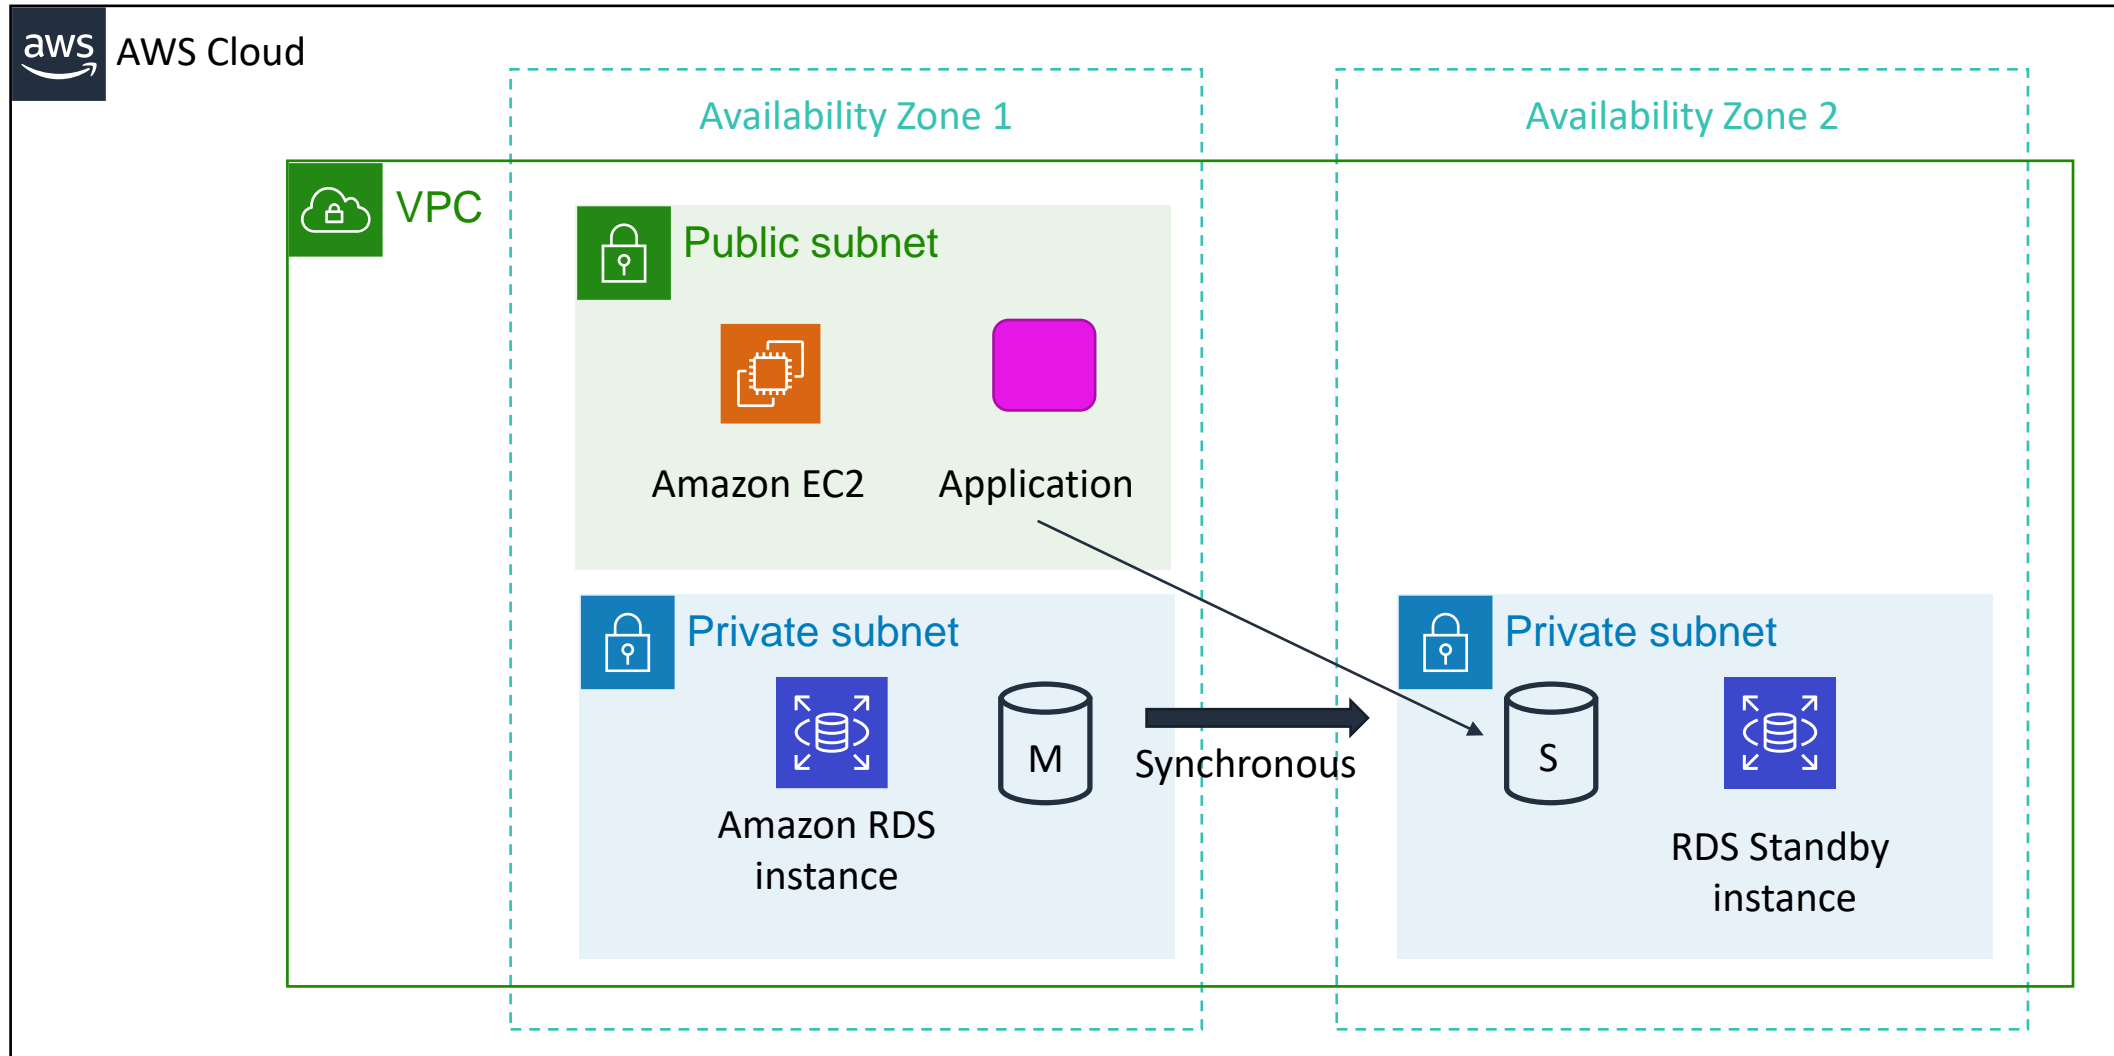 aws
AWS Cloud
Availability Zone 1
Availability Zone 2
VPC
Public subnet
Amazon EC2
Application
Private subnet
M
Amazon RDS
instance
Synchronous
Private subnet
S
RDS Standby
instance